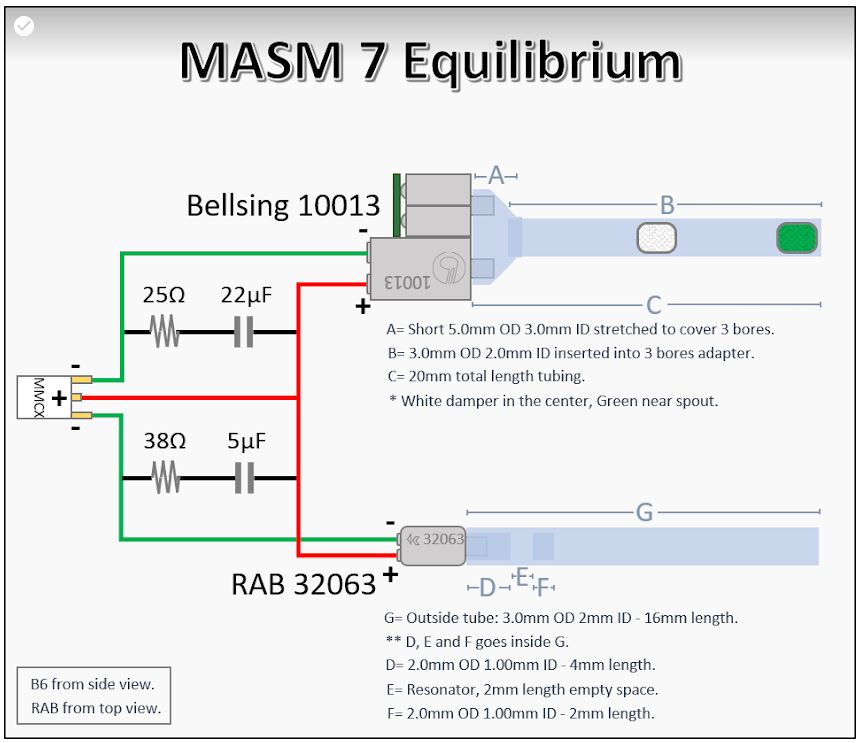 MASM 7 Equilibrium
A
B
Bellsing 10013
-
10013
+
C
25Ω 22µF
A= Short 5.0mm OD 3.0mm ID stretched to cover 3 bores.
B= 3.0mm OD 2.0mm ID inserted into 3 bores adapter.
C= 20mm total length tubing.
* White damper in the center, Green near spout.
-
MMCX
+
-
38Ω 5µF
G
-
32063
+
RAB 32063
D
E
F
G= Outside tube: 3.0mm OD 2mm ID - 16mm length.
** D, E and F goes inside G.
D= 2.0mm OD 1.00mm ID - 4mm length.
E= Resonator, 2mm length empty space.
F= 2.0mm OD 1.00mm ID - 2mm length.
B6 from side view.
RAB from top view.